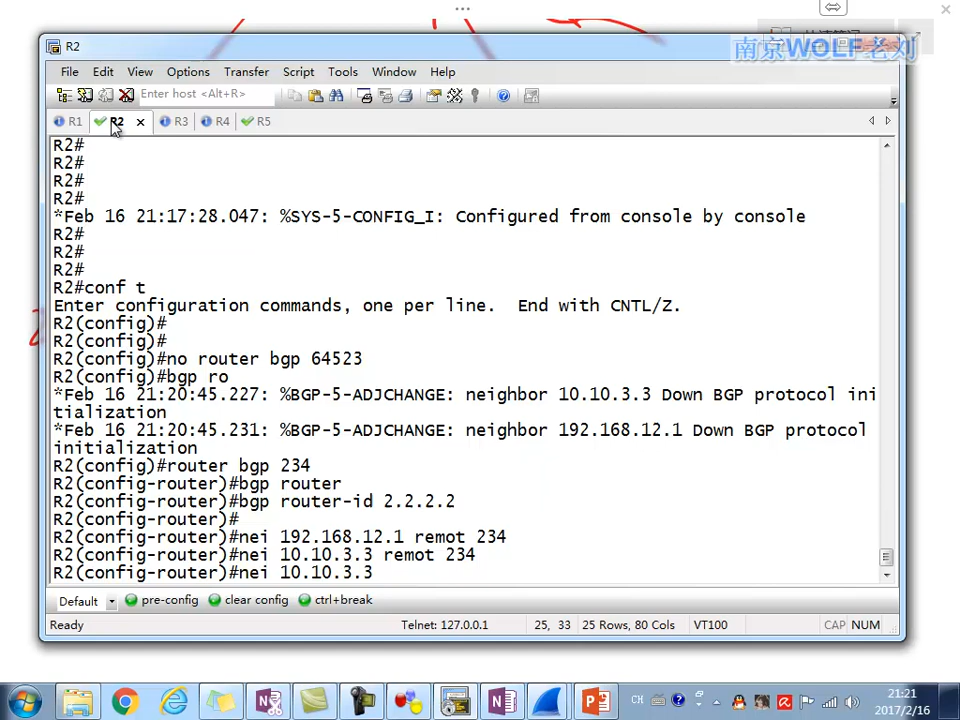 R2
南京WOLF老刘
File Edit View Options Transfer Script Tools Window Help
Enter host <Alt+R>
R1 R2 R3 R4 R5
R2#
R2#
R2#
R2#
*Feb 16 21:17:28.047: %SYS-5-CONFIG_I: Configured from console by console
R2#
R2#
R2#
R2#conf t
Enter configuration commands, one per line.  End with CNTL/Z.
R2(config)#
R2(config)#
R2(config)#no router bgp 64523
R2(config)#bgp ro
*Feb 16 21:20:45.227: %BGP-5-ADJCHANGE: neighbor 10.10.3.3 Down BGP protocol ini
tialization
*Feb 16 21:20:45.231: %BGP-5-ADJCHANGE: neighbor 192.168.12.1 Down BGP protocol
initialization
R2(config)#router bgp 234
R2(config-router)#bgp router
R2(config-router)#bgp router-id 2.2.2.2
R2(config-router)#
R2(config-router)#nei 192.168.12.1 remot 234
R2(config-router)#nei 10.10.3.3 remot 234
R2(config-router)#nei 10.10.3.3
Default pre-config clear config ctrl+break
Ready Telnet: 127.0.0.1 25, 33 25 Rows, 80 Cols VT100 CAP NUM
CH
21:21
2017/2/16